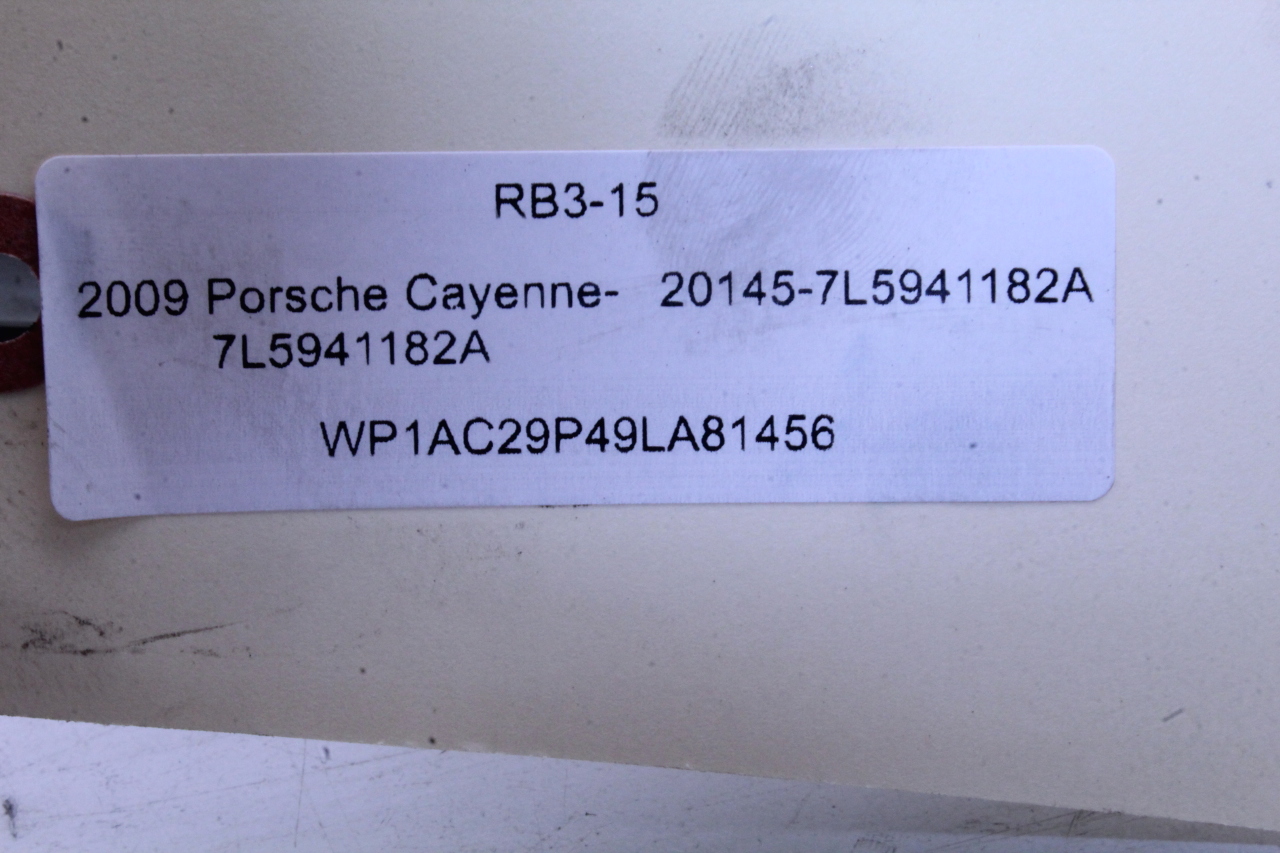 RB3-15
2009 Porsche Cayenne- 20145-7L5941182A
7L5941182A
WP1AC29P49LA81456